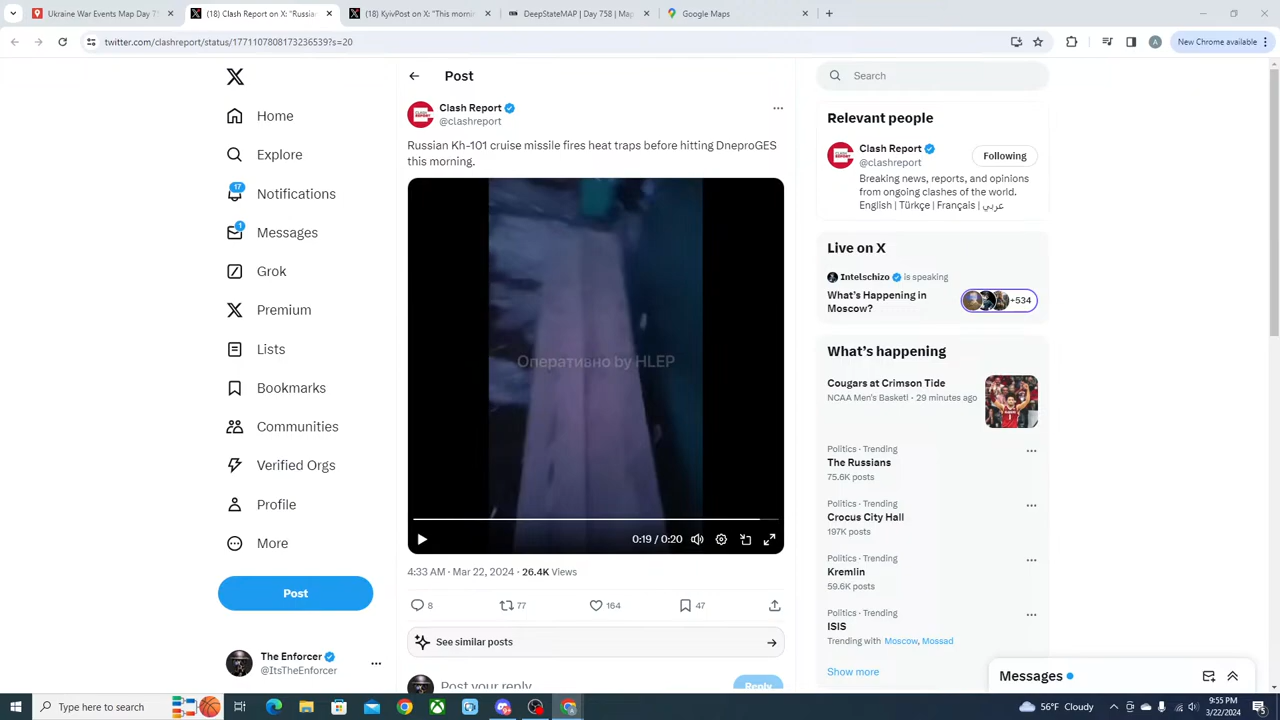 Ukraine War Events Map Day 75
(18) Clash Report on X: "Russian
(18) KyivPost on X: "This mornin
DeepStateMAP | Day 758 | Map
Google Maps
twitter.com/clashreport/status/1771107808173236539?s=20
New Chrome available
Home
Explore
17
Notifications
1
Messages
Grok
Premium
Lists
Bookmarks
Communities
Verified Orgs
Profile
More
Post
The Enforcer
@ItsTheEnforcer
Post
Clash Report
@clashreport
Russian Kh-101 cruise missile fires heat traps before hitting DneproGES
this morning.
Оперативно by HLEP
0:19 / 0:20
4:33 AM · Mar 22, 2024 · 26.4K Views
8 77 164 47
See similar posts
Post your reply
Reply
Search
Relevant people
Clash Report
@clashreport
Following
Breaking news, reports, and opinions
from ongoing clashes of the world.
English | Türkçe | Français | عربي
Live on X
Intelschizo is speaking
What's Happening in
Moscow?
+534
What's happening
Cougars at Crimson Tide
NCAA Men's Basketl · 29 minutes ago
Politics · Trending
The Russians
75.6K posts
Politics · Trending
Crocus City Hall
197K posts
Politics · Trending
Kremlin
59.6K posts
Politics · Trending
ISIS
Trending with Moscow, Mossad
Show more
Messages
Type here to search
56°F Cloudy
9:55 PM
3/22/2024